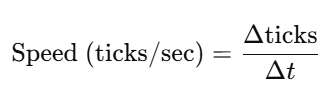 Speed (ticks/sec) = Δticks / Δt